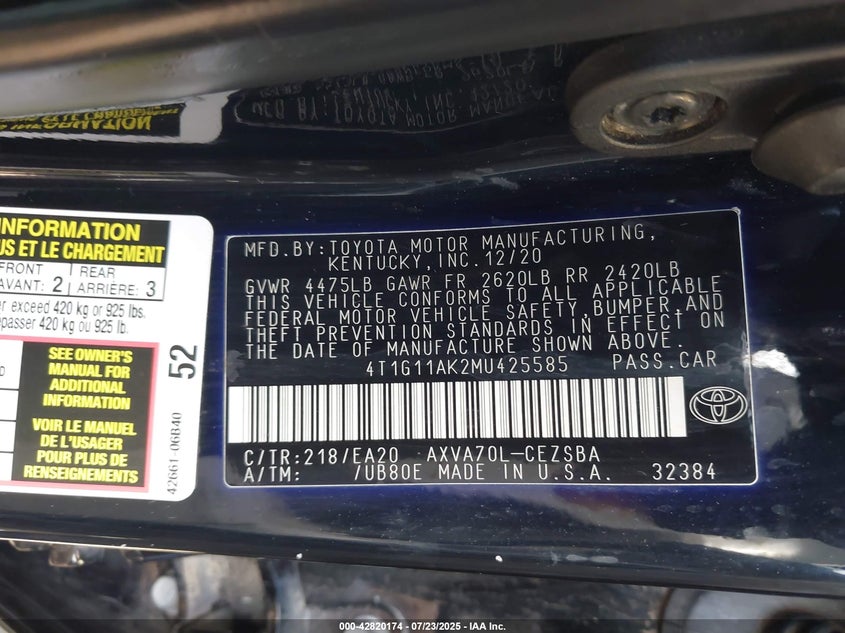 INFORMATION
US ET LE CHARGEMENT
FRONT
AVANT: 2
REAR
ARRIÈRE: 3
er exceed 420 kg or 925 lbs.
epasser 420 kg ou 925 lb.
SEE OWNER'S
MANUAL FOR
ADDITIONAL
INFORMATION
VOIR LE MANUEL
DE L'USAGER
POUR PLUS DE
RENSEIGNEMENTS
52
42661-06B40
MFD.BY:TOYOTA MOTOR MANUFACTURING,
KENTUCKY,INC.12/20
GVWR 4475LB GAWR FR 2620LB RR 2420LB
THIS VEHICLE CONFORMS TO ALL APPLICABLE
FEDERAL MOTOR VEHICLE SAFETY,BUMPER,AND
THEFT PREVENTION STANDARDS IN EFFECT ON
THE DATE OF MANUFACTURE SHOWN ABOVE.
4T1G11AK2MU425585 PASS.CAR
C/TR:218/EA20 AXVA70L-CEZSBA
A/TM: /UB80E MADE IN U.S.A. 32384
000-42820174 - 07/23/2025 - IAA Inc.